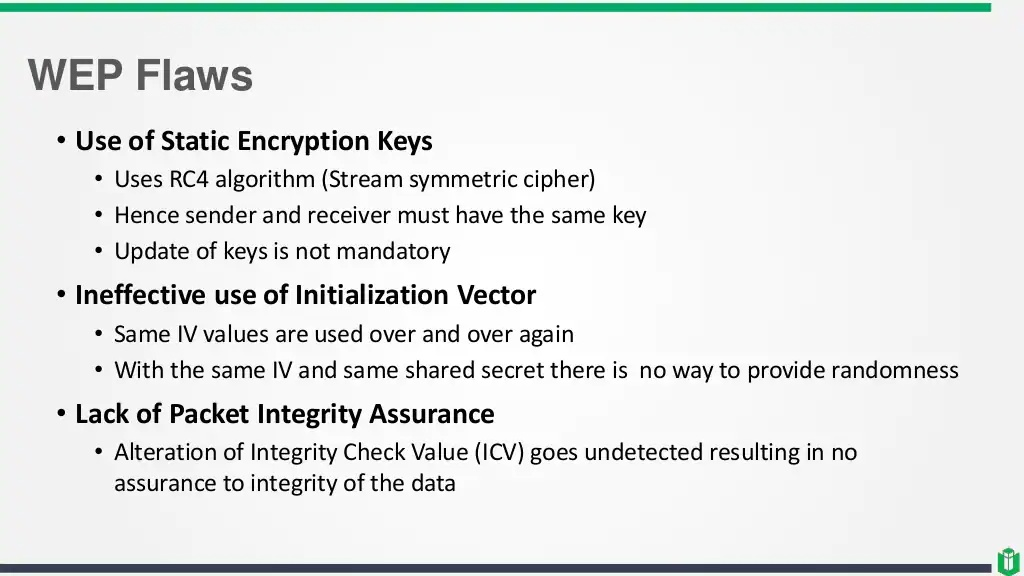 WEP Flaws
• Use of Static Encryption Keys
• Uses RC4 algorithm (Stream symmetric cipher)
• Hence sender and receiver must have the same key
• Update of keys is not mandatory
• Ineffective use of Initialization Vector
• Same IV values are used over and over again
• With the same IV and same shared secret there is  no way to provide randomness
• Lack of Packet Integrity Assurance
• Alteration of Integrity Check Value (ICV) goes undetected resulting in no
assurance to integrity of the data